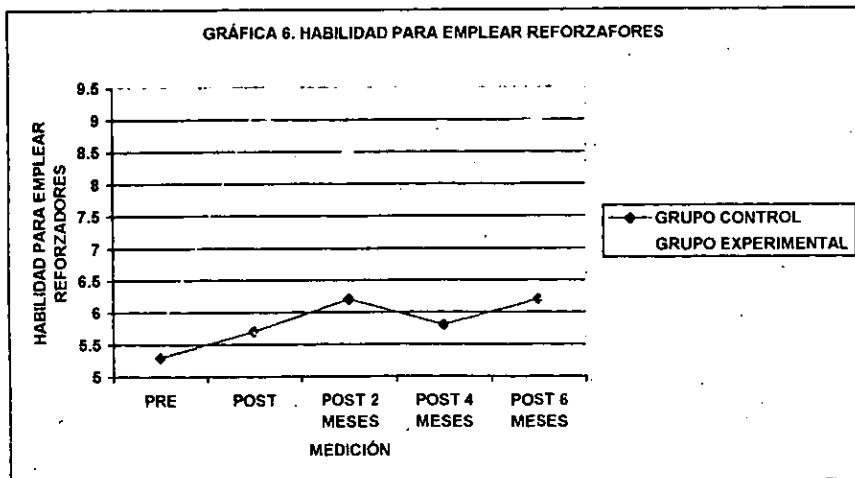 GRÁFICA 6. HABILIDAD PARA EMPLEAR REFORZAFORES
HABILIDAD PARA EMPLEAR
REFORZADORES
9.5
9
8.5
8
7.5
7
6.5
6
5.5
5
PRE
POST
POST 2
MESES
POST 4
MESES
POST 6
MESES
MEDICIÓN
GRUPO CONTROL
GRUPO EXPERIMENTAL